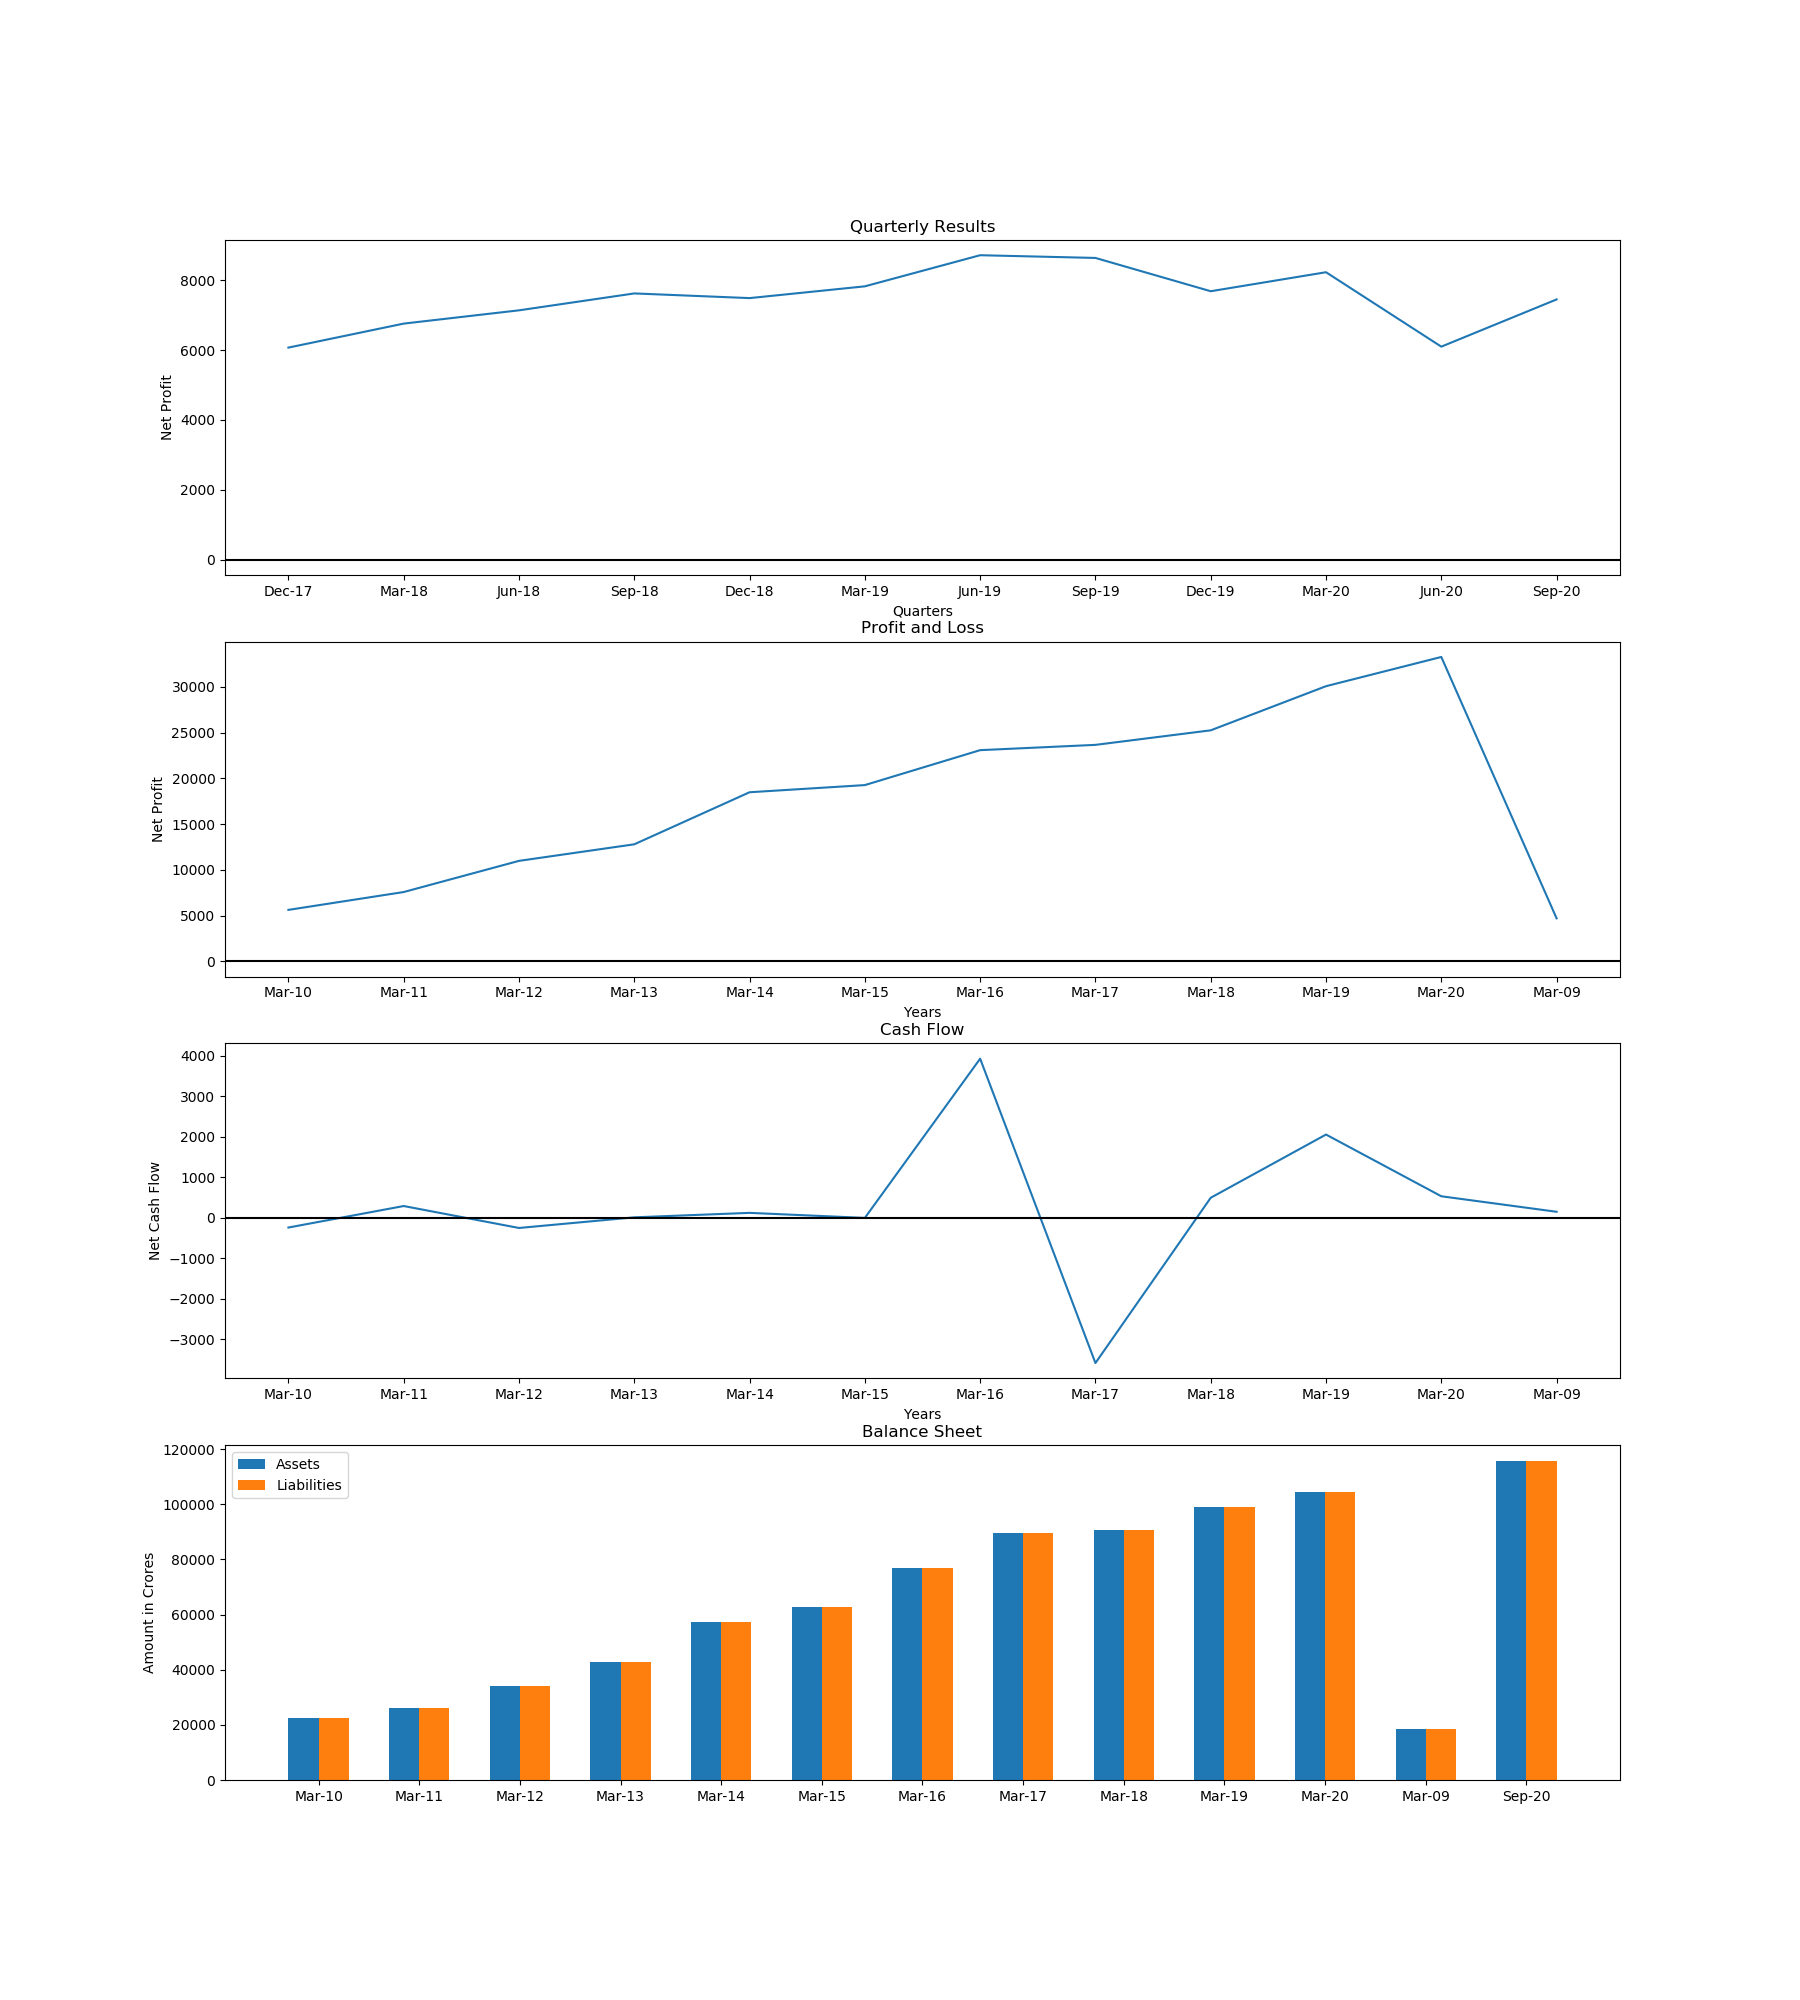 Quarterly Results
8000
6000
4000
2000
0
Net Profit
Dec-17 Mar-18 Jun-18 Sep-18 Dec-18 Mar-19 Jun-19 Sep-19 Dec-19 Mar-20 Jun-20 Sep-20
Quarters
Profit and Loss
30000
25000
20000
15000
10000
5000
0
Net Profit
Mar-10 Mar-11 Mar-12 Mar-13 Mar-14 Mar-15 Mar-16 Mar-17 Mar-18 Mar-19 Mar-20 Mar-09
Years
Cash Flow
4000
3000
2000
1000
0
−1000
−2000
−3000
Net Cash Flow
Mar-10 Mar-11 Mar-12 Mar-13 Mar-14 Mar-15 Mar-16 Mar-17 Mar-18 Mar-19 Mar-20 Mar-09
Years
Balance Sheet
120000
100000
80000
60000
40000
20000
0
Amount in Crores
Assets
Liabilities
Mar-10 Mar-11 Mar-12 Mar-13 Mar-14 Mar-15 Mar-16 Mar-17 Mar-18 Mar-19 Mar-20 Mar-09 Sep-20